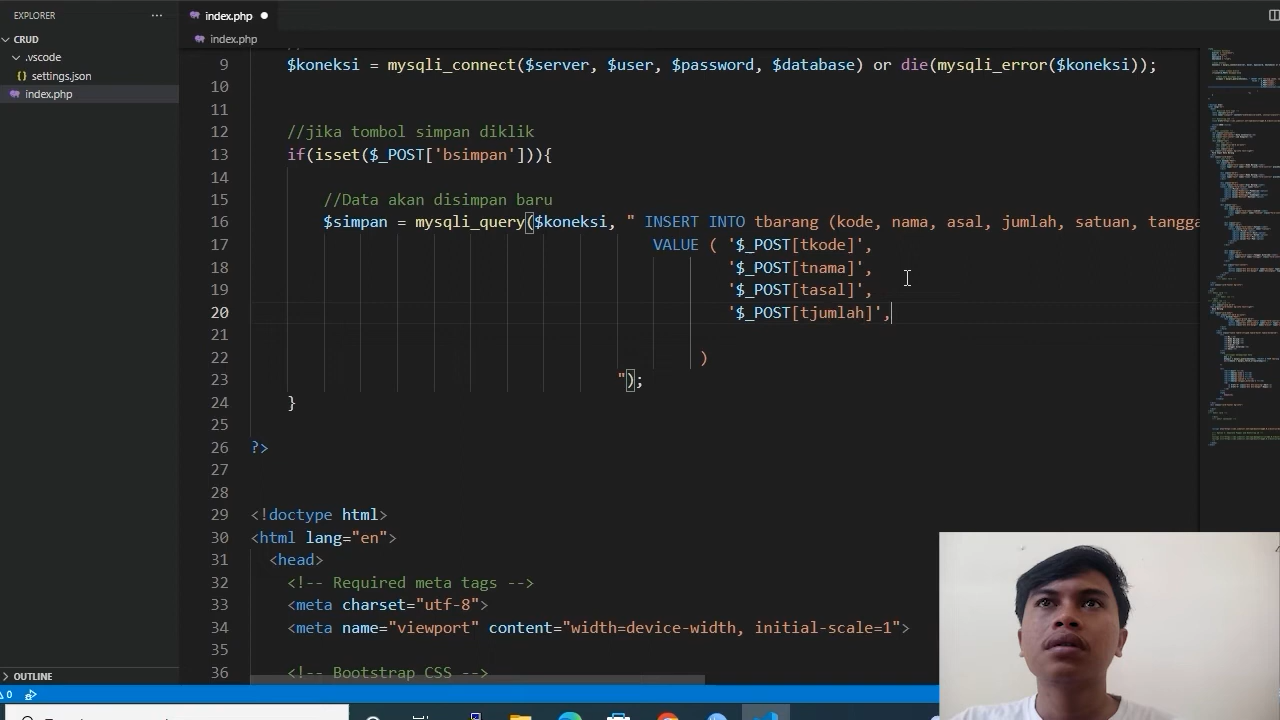 EXPLORER
···
index.php
CRUD
index.php
.vscode
settings.json
index.php
9 $koneksi = mysqli_connect($server, $user, $password, $database) or die(mysqli_error($koneksi));
10
11
12 //jika tombol simpan diklik
13 if(isset($_POST['bsimpan'])){
14
15 //Data akan disimpan baru
16 $simpan = mysqli_query($koneksi, " INSERT INTO tbarang (kode, nama, asal, jumlah, satuan, tangga
17 VALUE ( '$_POST[tkode]',
18 '$_POST[tnama]',
19 '$_POST[tasal]',
20 '$_POST[tjumlah]',
21
22 )
23 ");
24 }
25
26 ?>
27
28
29 <!doctype html>
30 <html lang="en">
31 <head>
32 <!-- Required meta tags -->
33 <meta charset="utf-8">
34 <meta name="viewport" content="width=device-width, initial-scale=1">
35
36 <!-- Bootstrap CSS -->
OUTLINE
0